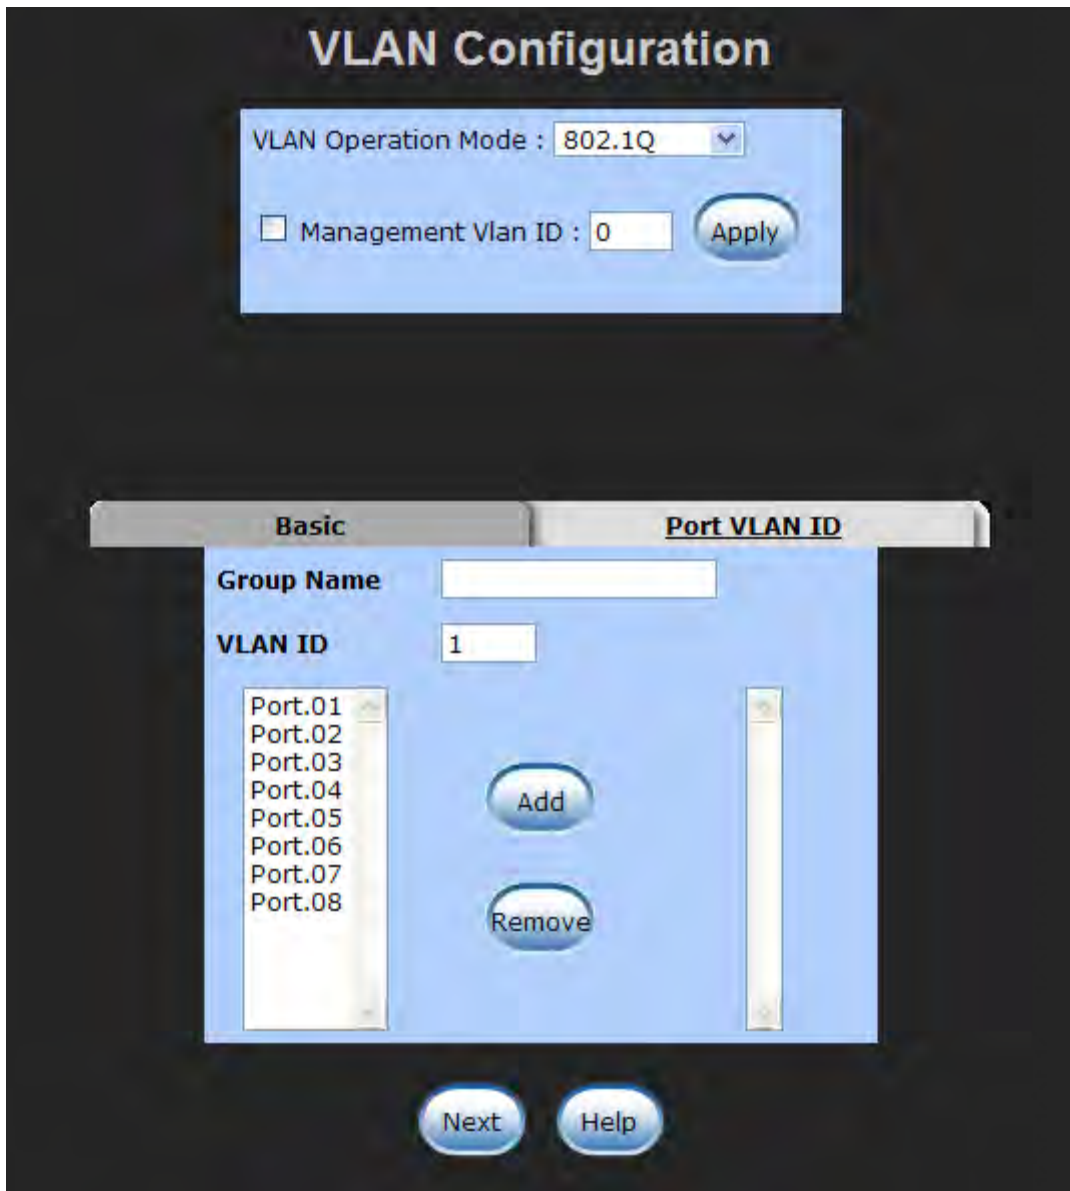 VLAN Configuration
VLAN Operation Mode : 802.1Q
Management Vlan ID : 0 Apply
Basic Port VLAN ID
Group Name
VLAN ID 1
Port.01
Port.02
Port.03
Port.04
Port.05
Port.06
Port.07
Port.08
Add
Remove
Next Help